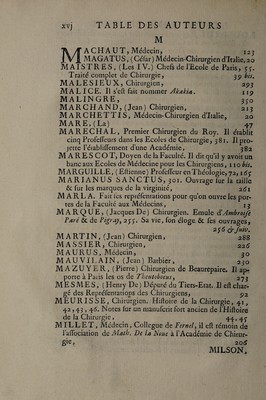 xvj TABLE DES AUTEURS
M
MACHAUT, Médecin, 123
MAGATUS, (César) Médecin-Chirurgien d'Italie, 20
MAISTRES, (Les IV.) Chefs de l'Ecole de Paris, 55.
Traité complet de Chirurgie, 59 bis.
MALESIEUX, Chirurgien, 293
MALICE. Il s'est fait nommer Akakia. 119
MALINGRE, 350
MARCHAND, (Jean) Chirurgien, 213
MARCHETTIS, Médecin-Chirurgien d'Italie, 20
MARE, (La) 47
MARECHAL, Premier Chirurgien du Roy. Il établit
cinq Professeurs dans les Ecoles de Chirurgie, 381. Il pro-
jette l'établissement d'une Académie. 382
MARESCOT, Doyen de la Faculté. Il dit qu'il y avoit un
banc aux Ecoles de Médecine pour les Chirurgiens, 110 bis.
MARGUILLE, (Etienne) Professeur en Théologie, 72, 165
MARIANUS SANCTUS, 301. Ouvrage sur la taille
& sur les marques de la virginité, 261
MARLA. Fait ses représentations pour qu'on ouvre les por-
tes de la Faculté aux Médecins, 13
MARQUE, (Jacques De) Chirurgien. Emule d'Ambroise
Paré & de Pigray, 255. Sa vie, son éloge & ses ouvrages,
256 & suiv.
MARTIN, (Jean) Chirurgien, 288
MASSIER, Chirurgien, 226
MAURUS, Médecin, 30
MAUVILAIN, (Jean) Barbier, 230
MAZUYER, (Pierre) Chirurgien de Beaurepaire. Il ap-
porte à Paris les os de Theutobocus, 273
MESMES, (Henry De) Député du Tiers-Etat. Il est char-
gé des Représentations des Chirurgiens, 92
MEURISSE, Chirurgien. Histoire de la Chirurgie, 41,
42, 43, 46. Notes sur un manuscrit fort ancien de l'Histoire
de la Chirurgie, 44, 45
MILLET, Médecin, Collegue de Fernel, il est témoin de
l'association de Math. De la Noue à l'Académie de Chirur-
gie, 206
MILSON,